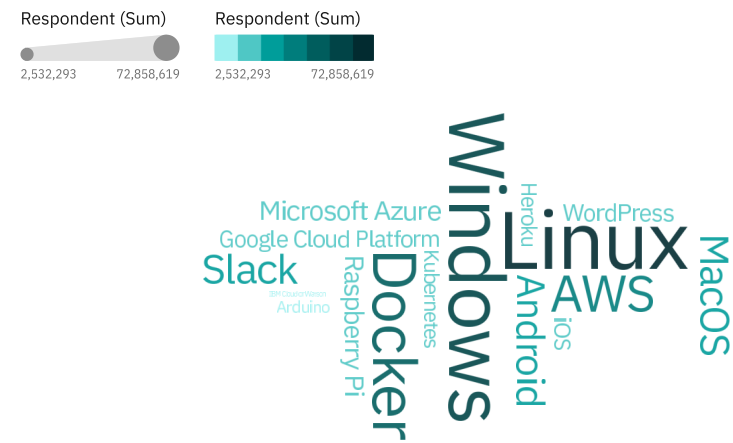 Respondent (Sum)
2,532,293 72,858,619
Respondent (Sum)
2,532,293 72,858,619
Windows
Heroku
Microsoft Azure
WordPress
Linux
Google Cloud Platform
MacOS
Slack
Kubernetes
Docker
Raspberry Pi
Android
AWS
Arduino
iOS